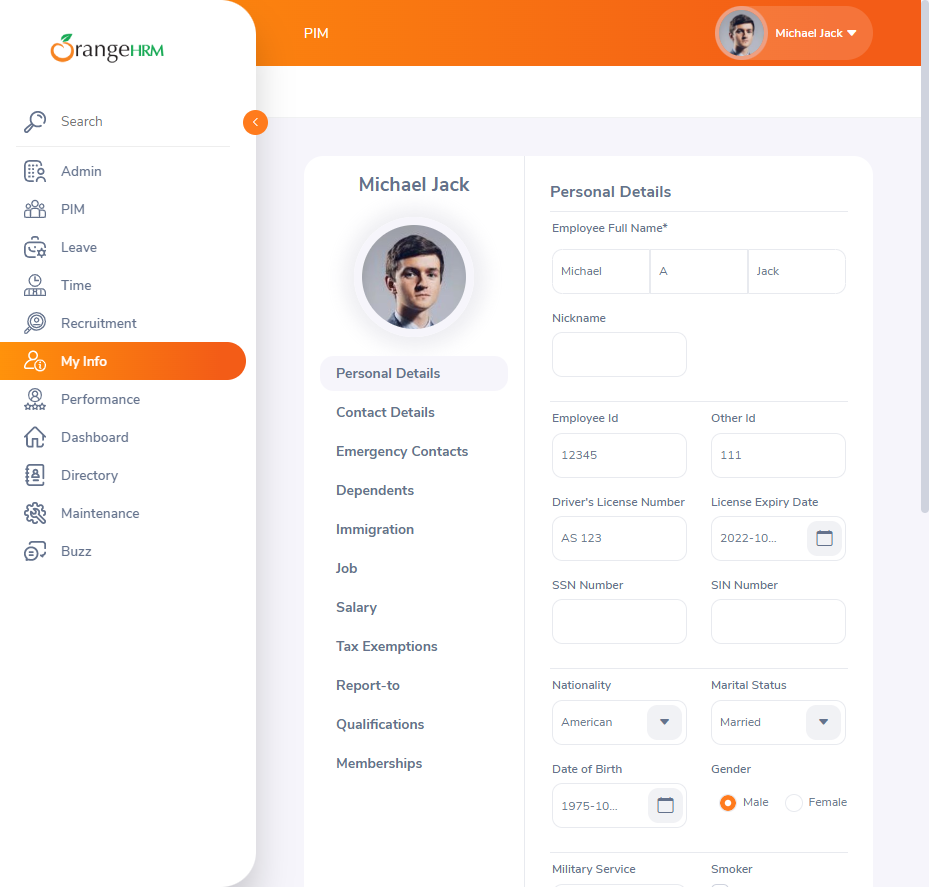 OrangeHRM
Search
Admin
PIM
Leave
Time
Recruitment
My Info
Performance
Dashboard
Directory
Maintenance
Buzz
PIM
Michael Jack
Michael Jack
Personal Details
Contact Details
Emergency Contacts
Dependents
Immigration
Job
Salary
Tax Exemptions
Report-to
Qualifications
Memberships
Personal Details
Employee Full Name*
Michael A Jack
Nickname
Employee Id Other Id
12345 111
Driver's License Number License Expiry Date
AS 123 2022-10...
SSN Number SIN Number
Nationality Marital Status
American Married
Date of Birth Gender
1975-10... Male Female
Military Service Smoker